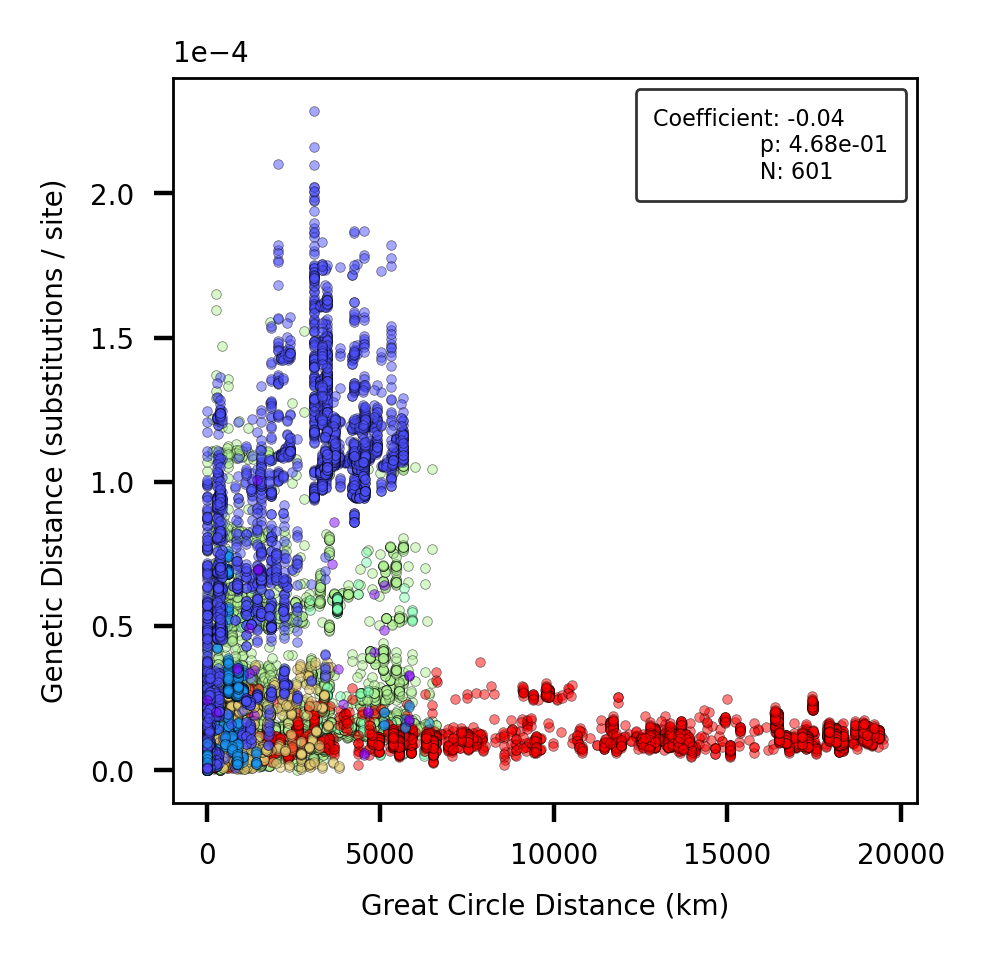 1e−4
Coefficient: -0.04
p: 4.68e-01
N: 601
2.0
1.5
1.0
0.5
0.0
Genetic Distance (substitutions / site)
0 5000 10000 15000 20000
Great Circle Distance (km)